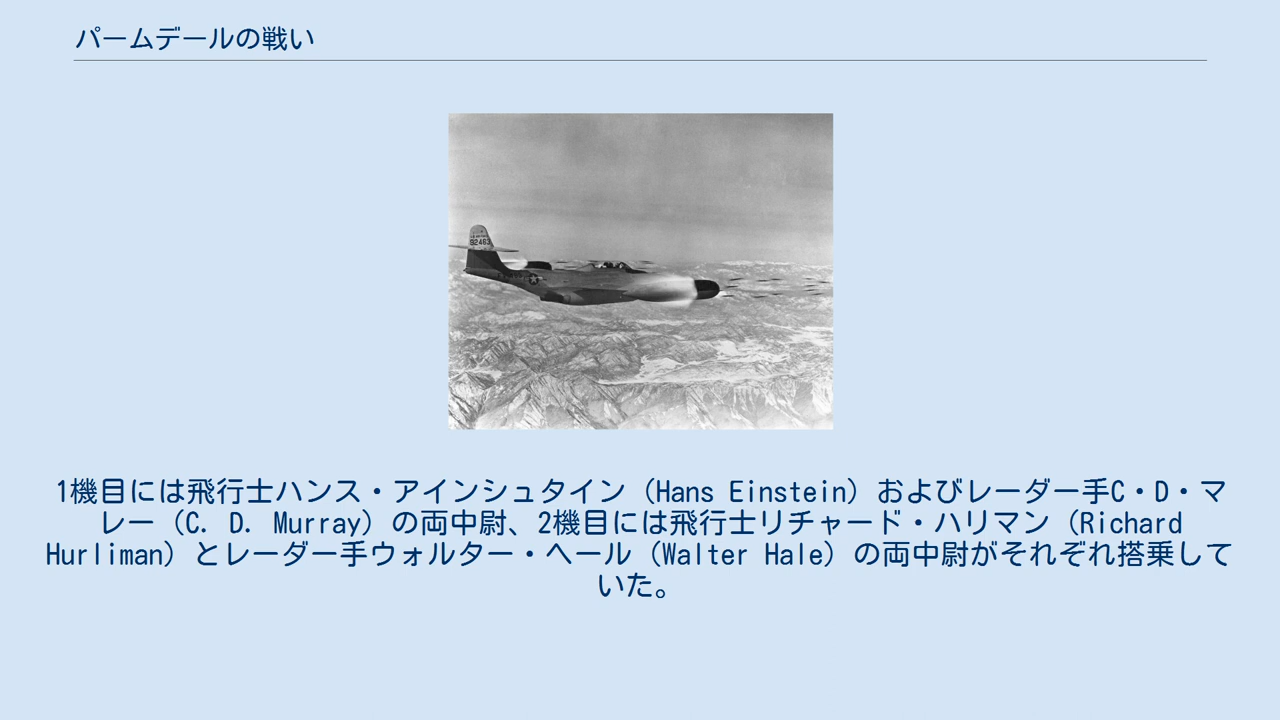 パームデールの戦い
92463
1機目には飛行士ハンス・アインシュタイン（Hans Einstein）およびレーダー手C・D・マ
レー（C. D. Murray）の両中尉、2機目には飛行士リチャード・ハリマン（Richard
Hurliman）とレーダー手ウォルター・ヘール（Walter Hale）の両中尉がそれぞれ搭乗して
いた。